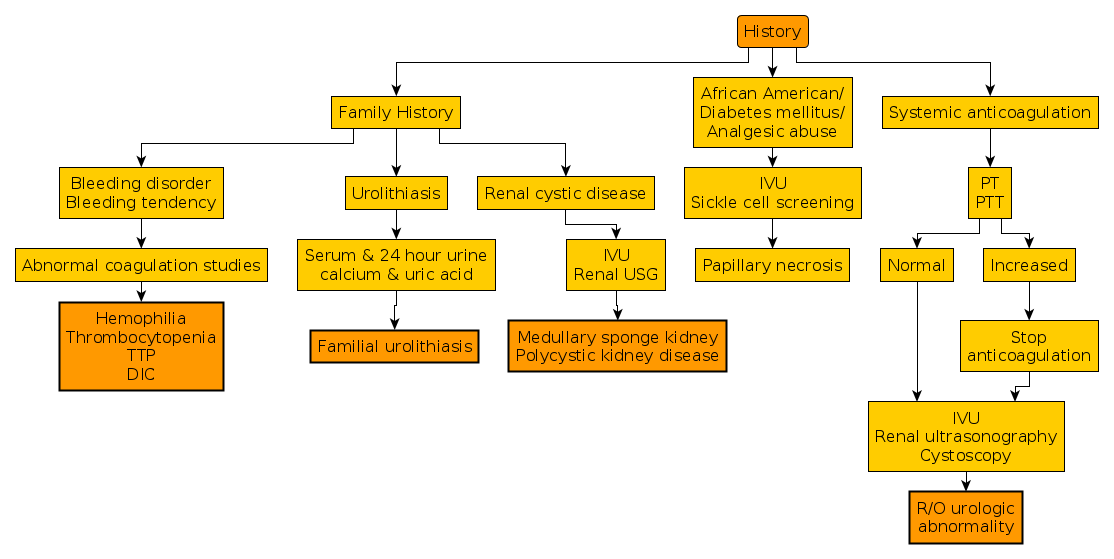 History
Family History
African American/
Diabetes mellitus/
Analgesic abuse
Systemic anticoagulation
Bleeding disorder
Bleeding tendency
Urolithiasis
Renal cystic disease
IVU
Sickle cell screening
PT
PTT
Abnormal coagulation studies
Serum & 24 hour urine
calcium & uric acid
IVU
Renal USG
Papillary necrosis
Normal
Increased
Hemophilia
Thrombocytopenia
TTP
DIC
Familial urolithiasis
Medullary sponge kidney
Polycystic kidney disease
Stop
anticoagulation
IVU
Renal ultrasonography
Cystoscopy
R/O urologic
abnormality